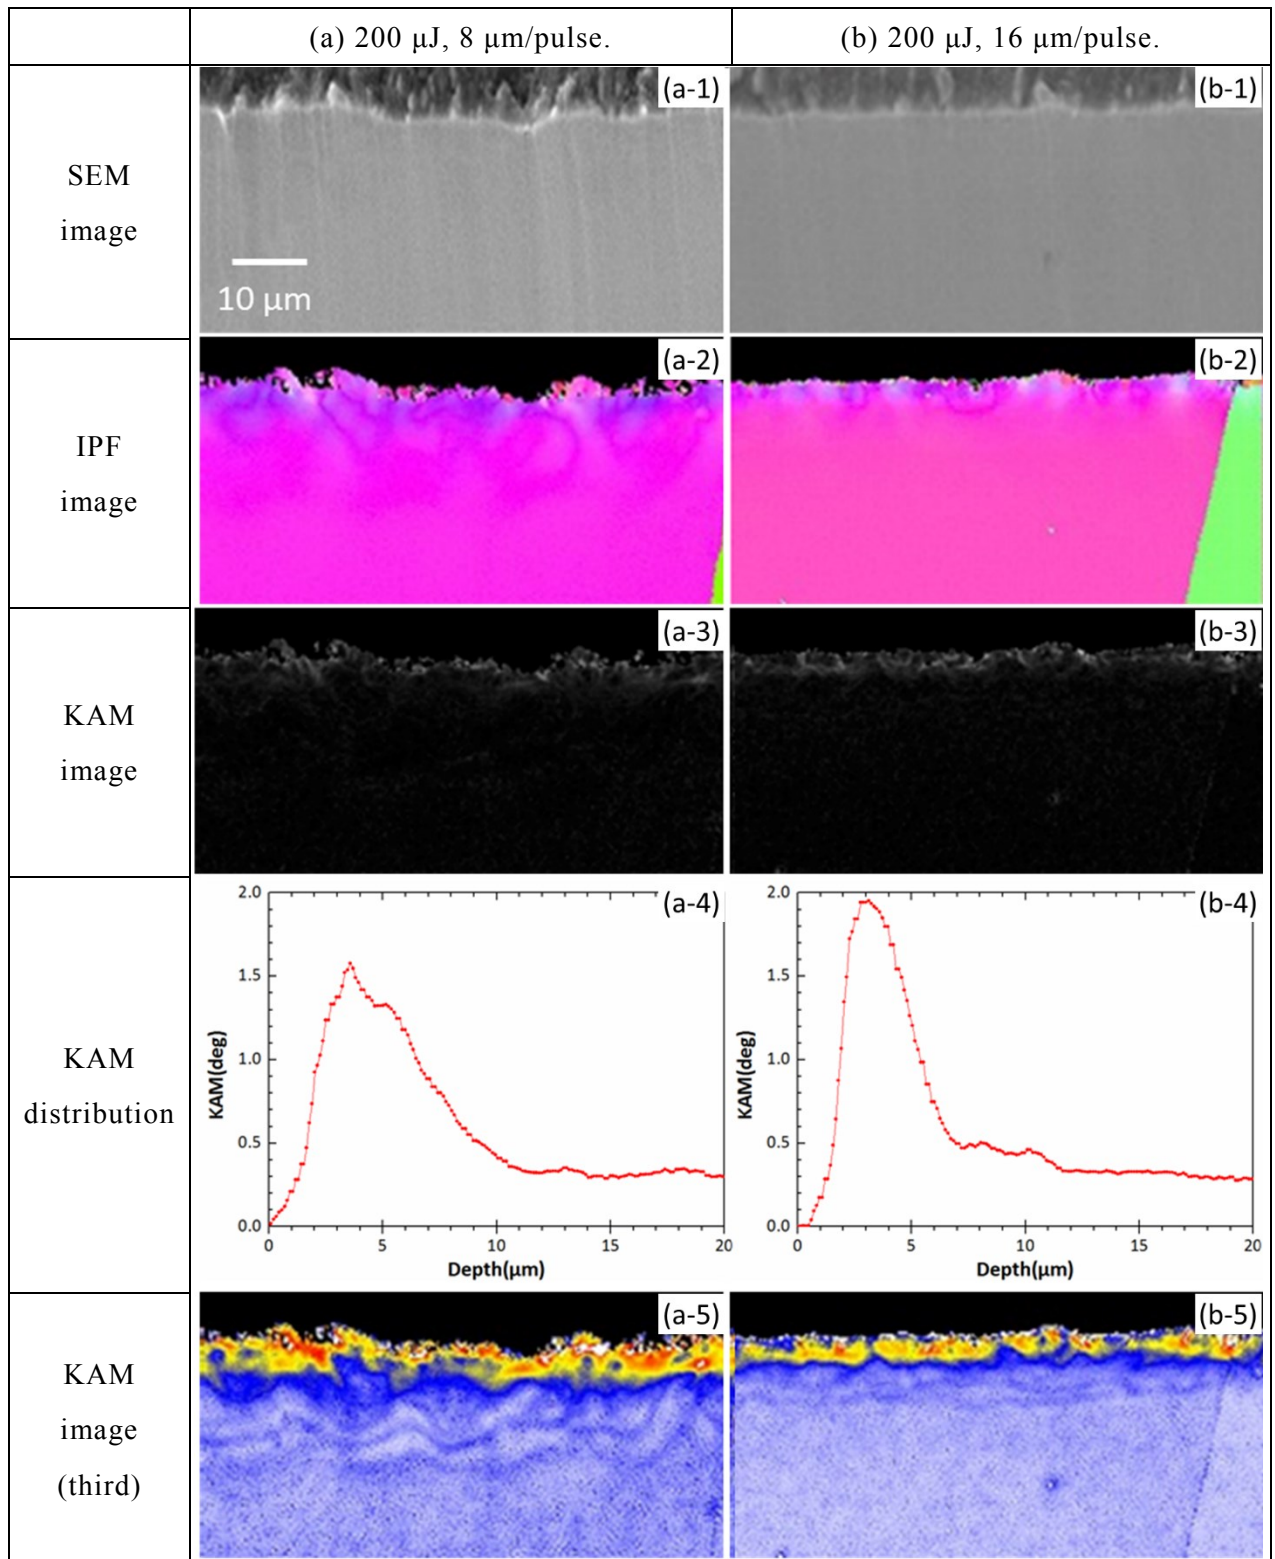 (a) 200 μJ, 8 μm/pulse.
(b) 200 μJ, 16 μm/pulse.
SEM
image
(a-1)
10 μm
(b-1)
IPF
image
(a-2)
(b-2)
KAM
image
(a-3)
(b-3)
KAM
distribution
(a-4)
2.0
1.5
1.0
0.5
0.0
KAM(deg)
0 5 10 15 20
Depth(μm)
(b-4)
2.0
1.5
1.0
0.5
0.0
KAM(deg)
0 5 10 15 20
Depth(μm)
KAM
image
(third)
(a-5)
(b-5)